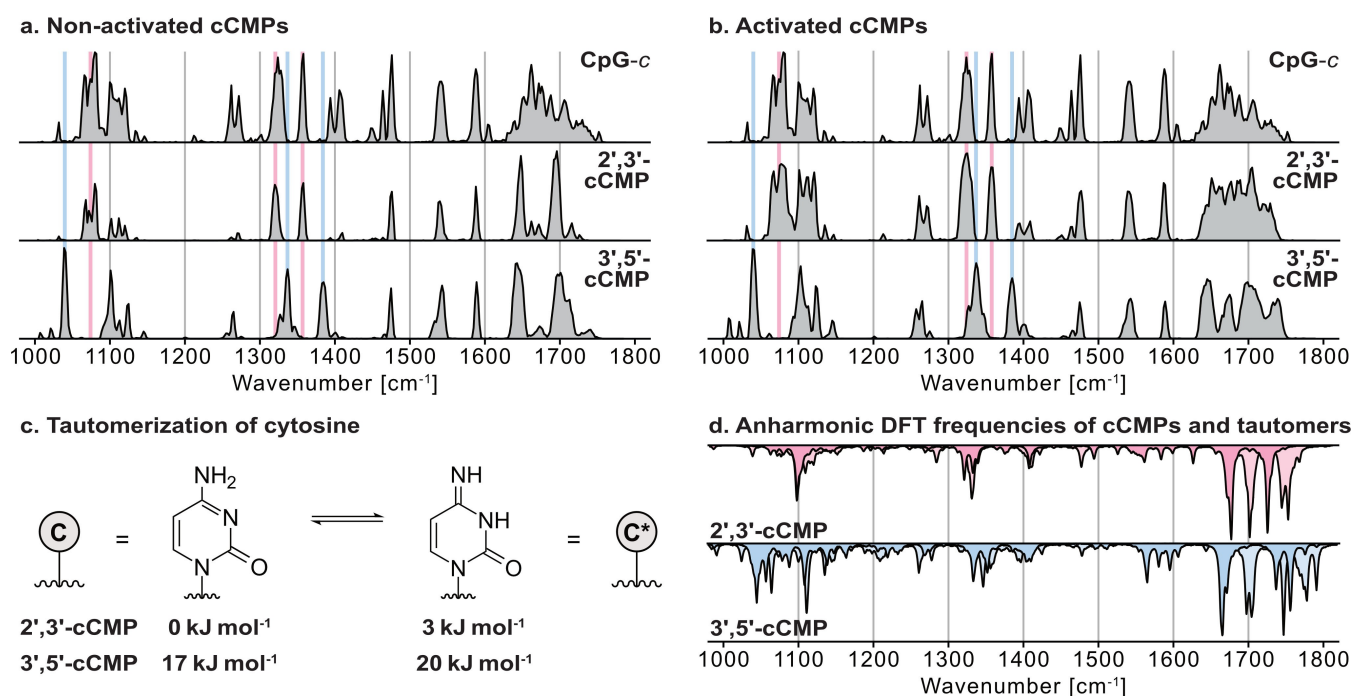 a. Non-activated cCMPs
CpG-c
2',3'-
cCMP
3',5'-
cCMP
1000 1100 1200 1300 1400 1500 1600 1700 1800
Wavenumber [cm⁻¹]
b. Activated cCMPs
CpG-c
2',3'-
cCMP
3',5'-
cCMP
1000 1100 1200 1300 1400 1500 1600 1700 1800
Wavenumber [cm⁻¹]
c. Tautomerization of cytosine
C
=
NH₂
N
N
O
NH
NH
N
O
=
C*
2',3'-cCMP 0 kJ mol⁻¹ 3 kJ mol⁻¹
3',5'-cCMP 17 kJ mol⁻¹ 20 kJ mol⁻¹
d. Anharmonic DFT frequencies of cCMPs and tautomers
2',3'-cCMP
3',5'-cCMP
1000 1100 1200 1300 1400 1500 1600 1700 1800
Wavenumber [cm⁻¹]